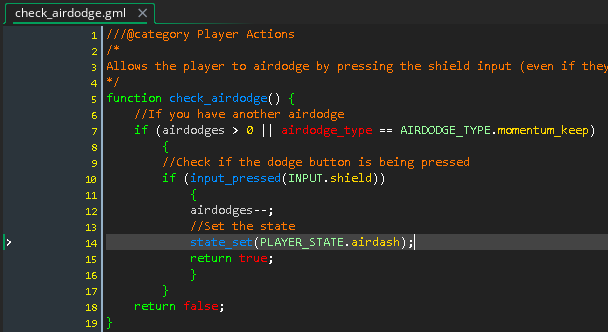 check_airdodge.gml ×
1 ///@category Player Actions
2 /*
3 Allows the player to airdodge by pressing the shield input (even if they
4 */
5 function check_airdodge() {
6 //If you have another airdodge
7 if (airdodges > 0 || airdodge_type == AIRDODGE_TYPE.momentum_keep)
8 {
9 //Check if the dodge button is being pressed
10 if (input_pressed(INPUT.shield))
11 {
12 airdodges--;
13 //Set the state
14 state_set(PLAYER_STATE.airdash);
15 return true;
16 }
17 }
18 return false;
19 }